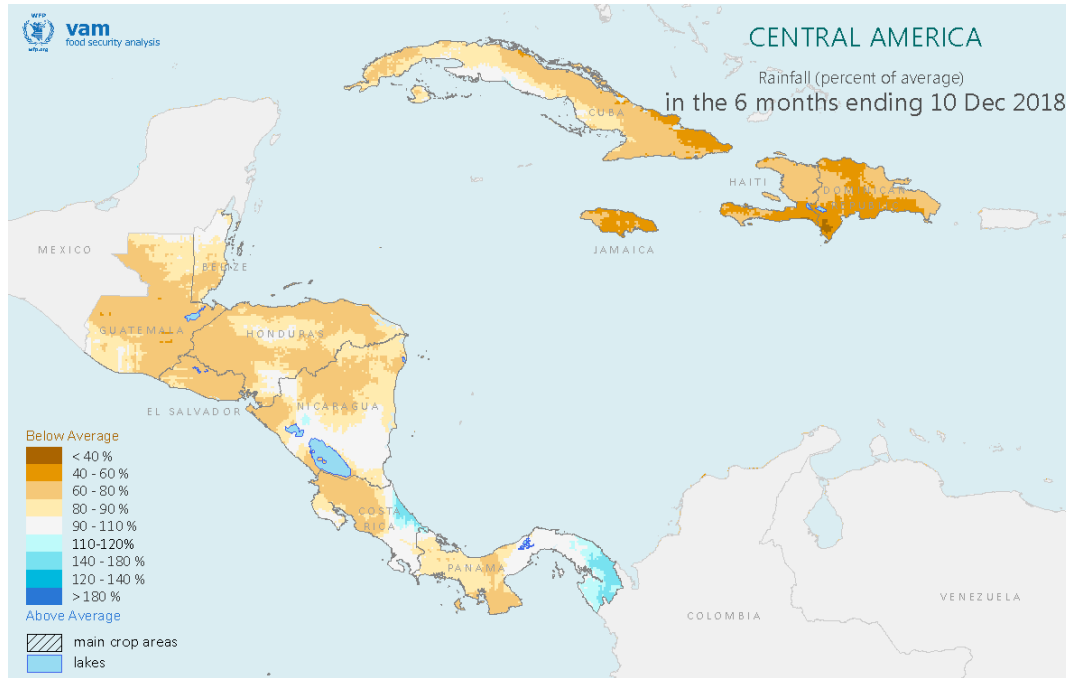 WFP
wfp.org
vam
food security analysis
CENTRAL AMERICA
Rainfall (percent of average)
in the 6 months ending 10 Dec 2018
CUBA
HAITI
DOMINICAN
JAMAICA
MEXICO
BELIZE
GUATEMALA
HONDURAS
EL SALVADOR
NICARAGUA
COSTA
RICA
PANAMA
COLOMBIA
VENEZUELA
Below Average
< 40 %
40 - 60 %
60 - 80 %
80 - 90 %
90 - 110 %
110-120%
140 - 180 %
120 - 140 %
>180 %
Above Average
main crop areas
lakes